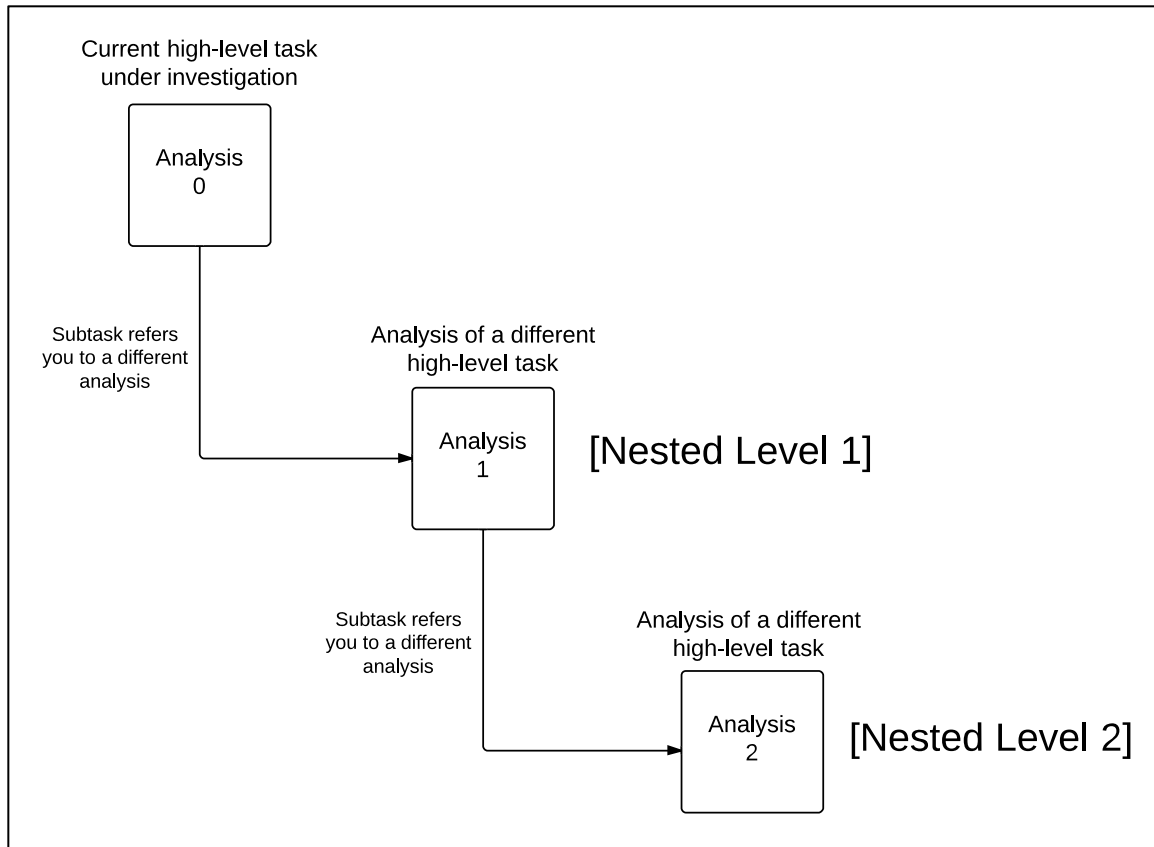 Current high-level task
under investigation
Analysis
0
Subtask refers
you to a different
analysis
Analysis of a different
high-level task
Analysis
1
[Nested Level 1]
Subtask refers
you to a different
analysis
Analysis of a different
high-level task
Analysis
2
[Nested Level 2]